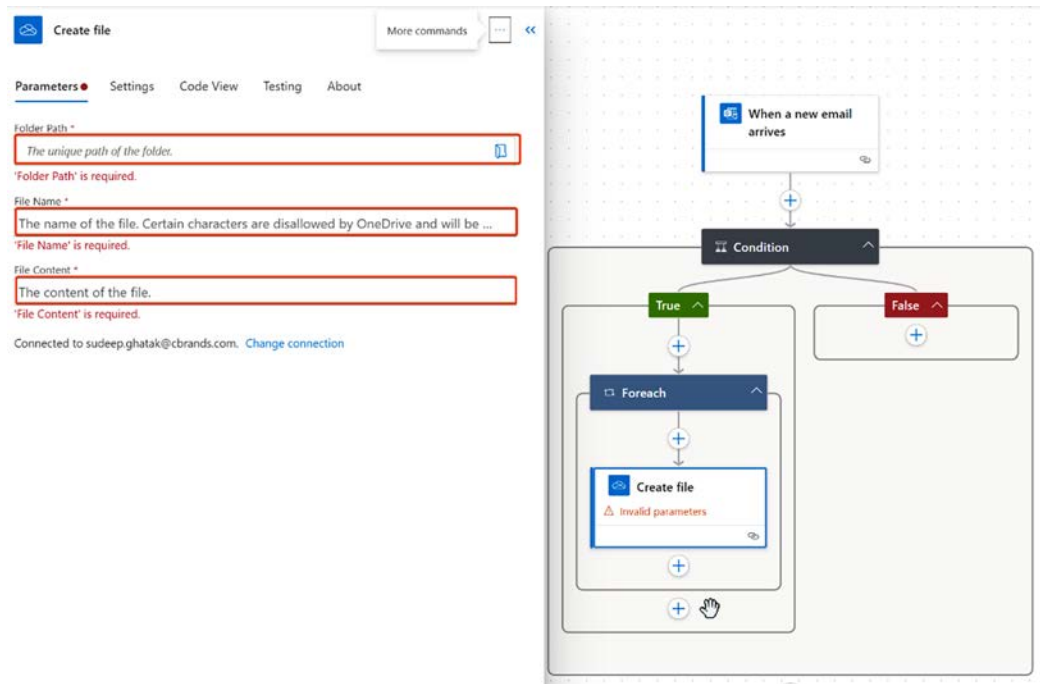 Create file
More commands
Parameters
Settings
Code View
Testing
About
Folder Path *
The unique path of the folder.
'Folder Path' is required.
File Name *
The name of the file. Certain characters are disallowed by OneDrive and will be ...
'File Name' is required.
File Content *
The content of the file.
'File Content' is required.
Connected to sudeep.ghatak@cbrands.com. Change connection
When a new email
arrives
Condition
True
False
Foreach
Create file
Invalid parameters